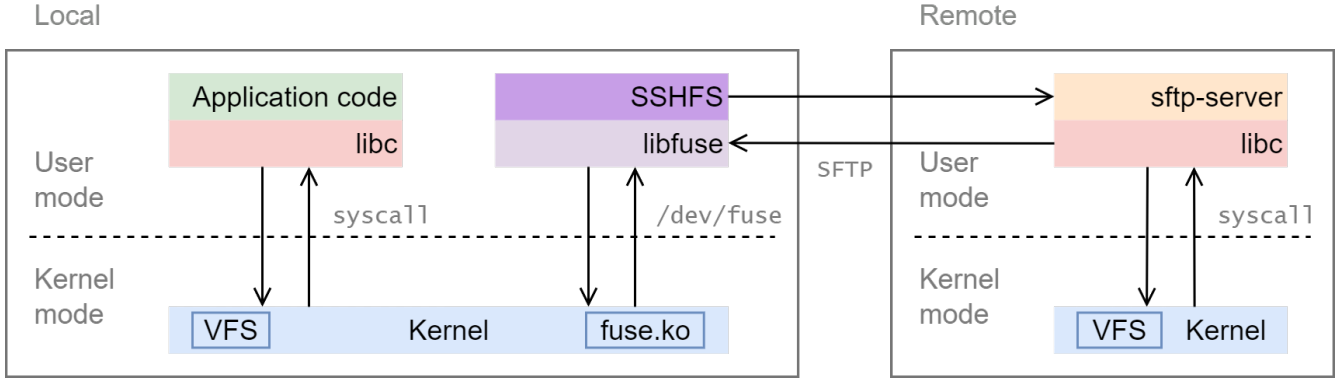 Local
Remote
Application code
libc
SSHFS
libfuse
sftp-server
libc
SFTP
User
mode
syscall
/dev/fuse
User
mode
syscall
Kernel
mode
VFS
Kernel
fuse.ko
Kernel
mode
VFS
Kernel